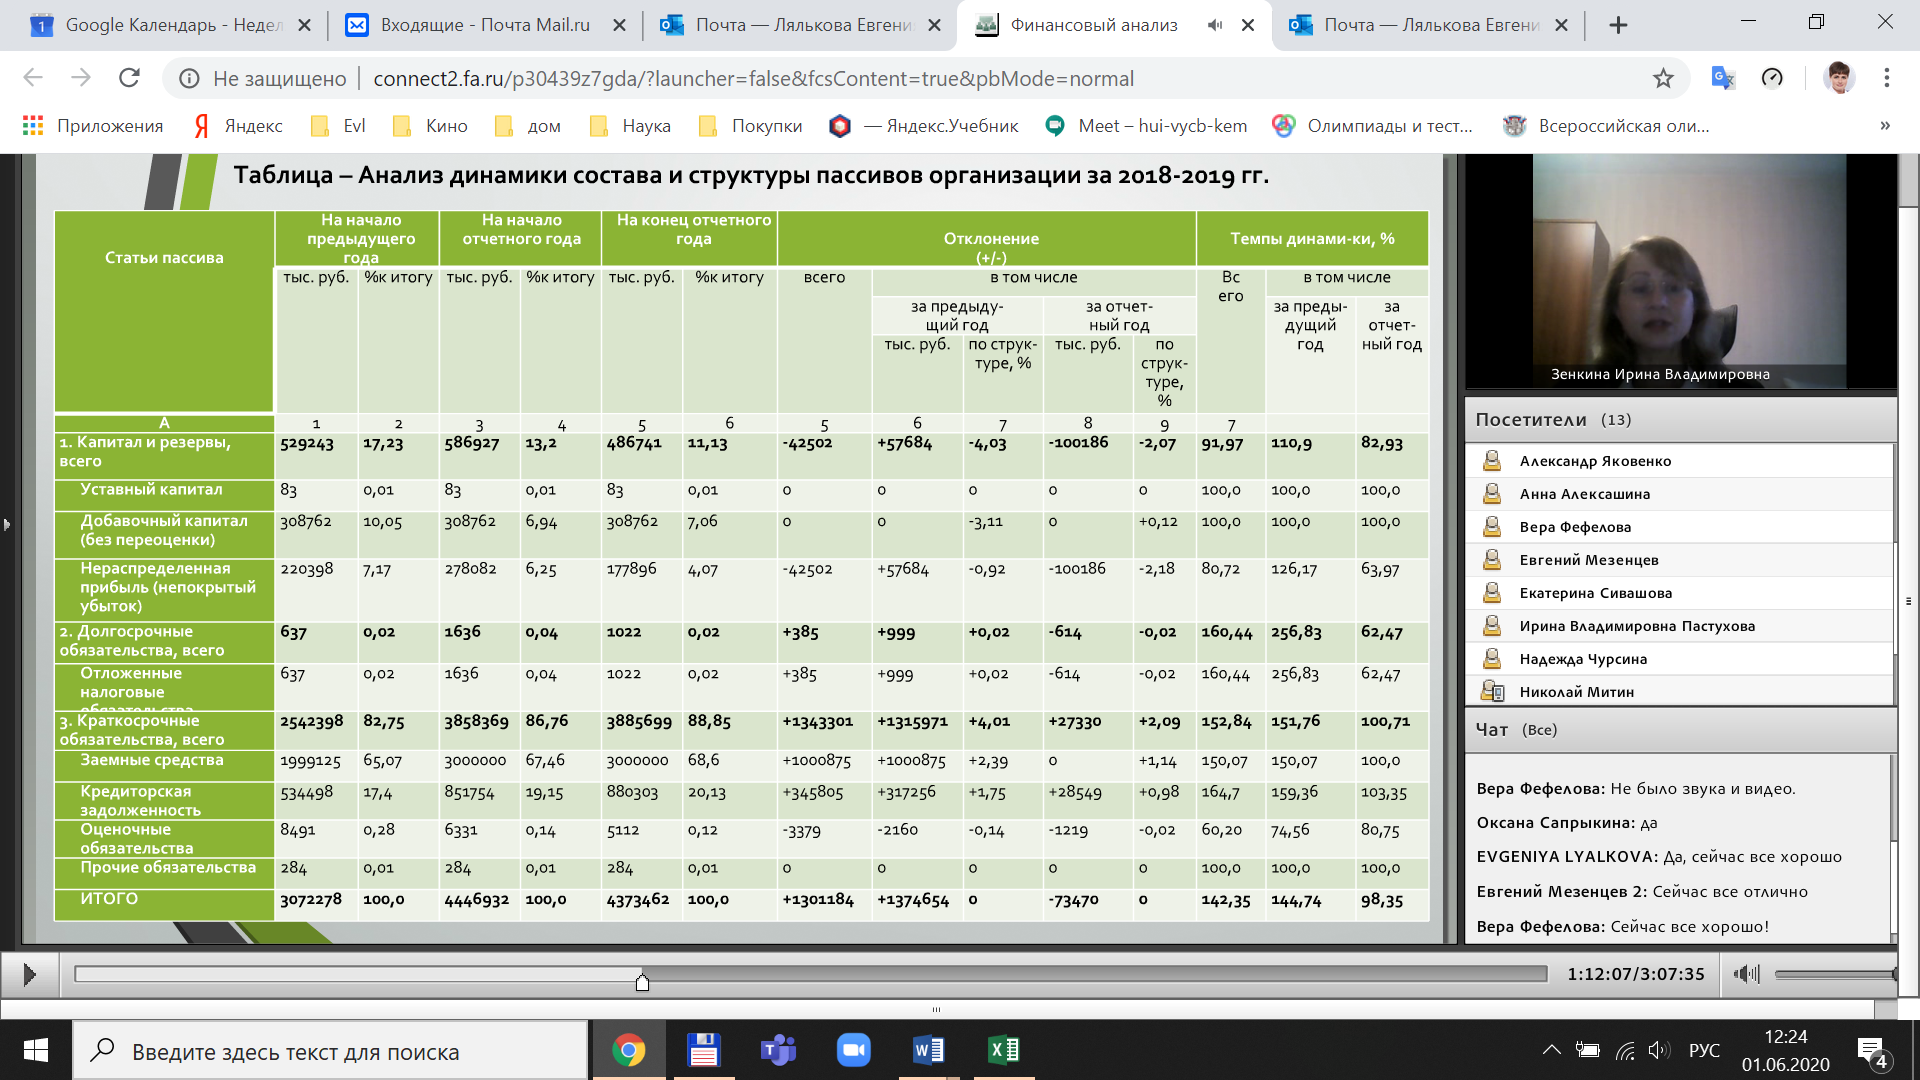 Google Календарь - Недел
Входящие - Почта Mail.ru
Почта — Лялькова Евгени
Финансовый анализ
Почта — Лялькова Евгени
Не защищено
connect2.fa.ru/p30439z7gda/?launcher=false&fcsContent=true&pbMode=normal
Приложения
Яндекс
Evl
Кино
дом
Наука
Покупки
— Яндекс.Учебник
Meet – hui-vycb-kem
Олимпиады и тест...
Всероссийская оли...
»
Таблица – Анализ динамики состава и структуры пассивов организации за 2018-2019 гг.
Статьи пассива
На начало
предыдущего
года
На начало
отчетного года
На конец отчетного
года
Отклонение
(+/-)
Темпы динами-ки, %
тыс. руб. %к итогу тыс. руб. %к итогу тыс. руб. %к итогу всего в том числе
Вс
его
в том числе
за предыду-
щий год
за отчет-
ный год
за преды-
дущий
год
за
отчет-
ный год
тыс. руб.
по струк-
туре, %
тыс. руб.
по
струк-
туре,
%
А 1 2 3 4 5 6 5 6 7 8 9 7
1. Капитал и резервы,
всего
529243 17,23 586927 13,2 486741 11,13 -42502 +57684 -4,03 -100186 -2,07 91,97 110,9 82,93
Уставный капитал 83 0,01 83 0,01 83 0,01 0 0 0 0 0 100,0 100,0 100,0
Добавочный капитал
(без переоценки)
308762 10,05 308762 6,94 308762 7,06 0 0 -3,11 0 +0,12 100,0 100,0 100,0
Нераспределенная
прибыль (непокрытый
убыток)
220398 7,17 278082 6,25 177896 4,07 -42502 +57684 -0,92 -100186 -2,18 80,72 126,17 63,97
2. Долгосрочные
обязательства, всего
637 0,02 1636 0,04 1022 0,02 +385 +999 +0,02 -614 -0,02 160,44 256,83 62,47
Отложенные
налоговые
обязательства
637 0,02 1636 0,04 1022 0,02 +385 +999 +0,02 -614 -0,02 160,44 256,83 62,47
3. Краткосрочные
обязательства, всего
2542398 82,75 3858369 86,76 3885699 88,85 +1343301 +1315971 +4,01 +27330 +2,09 152,84 151,76 100,71
Заемные средства 1999125 65,07 3000000 67,46 3000000 68,6 +1000875 +1000875 +2,39 0 +1,14 150,07 150,07 100,0
Кредиторская
задолженность
534498 17,4 851754 19,15 880303 20,13 +345805 +317256 +1,75 +28549 +0,98 164,7 159,36 103,35
Оценочные
обязательства
8491 0,28 6331 0,14 5112 0,12 -3379 -2160 -0,14 -1219 -0,02 60,20 74,56 80,75
Прочие обязательства 284 0,01 284 0,01 284 0,01 0 0 0 0 0 100,0 100,0 100,0
ИТОГО 3072278 100,0 4446932 100,0 4373462 100,0 +1301184 +1374654 0 -73470 0 142,35 144,74 98,35
Зенкина Ирина Владимировна
Посетители (13)
Александр Яковенко
Анна Алексашина
Вера Фефелова
Евгений Мезенцев
Екатерина Сивашова
Ирина Владимировна Пастухова
Надежда Чурсина
Николай Митин
Чат (Все)
Вера Фефелова: Не было звука и видео.
Оксана Сапрыкина: да
EVGENIYA LYALKOVA: Да, сейчас все хорошо
Евгений Мезенцев 2: Сейчас все отлично
Вера Фефелова: Сейчас все хорошо!
1:12:07/3:07:35
Введите здесь текст для поиска
РУС
12:24
01.06.2020
4